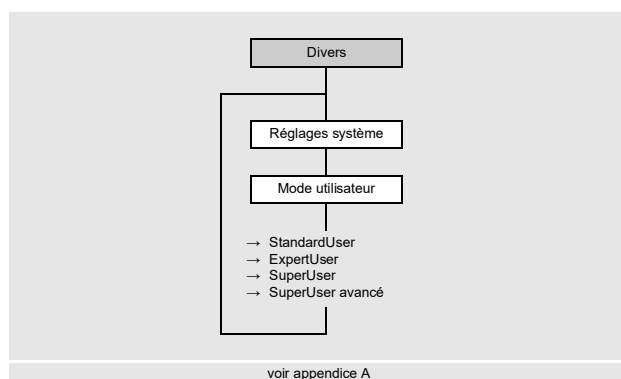 Divers
Réglages système
Mode utilisateur
→ StandardUser
→ ExpertUser
→ SuperUser
→ SuperUser avancé
voir appendice A